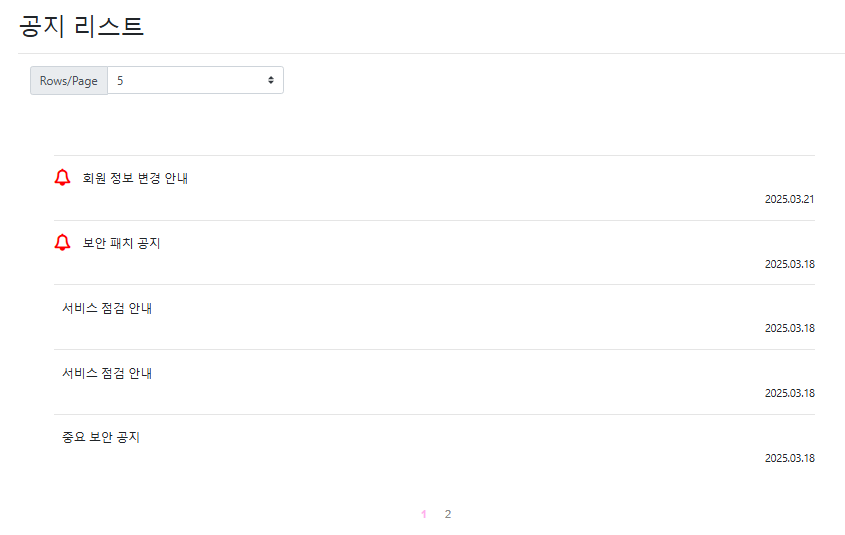 공지 리스트
Rows/Page 5
회원 정보 변경 안내
2025.03.21
보안 패치 공지
2025.03.18
서비스 점검 안내
2025.03.18
서비스 점검 안내
2025.03.18
중요 보안 공지
2025.03.18
1 2